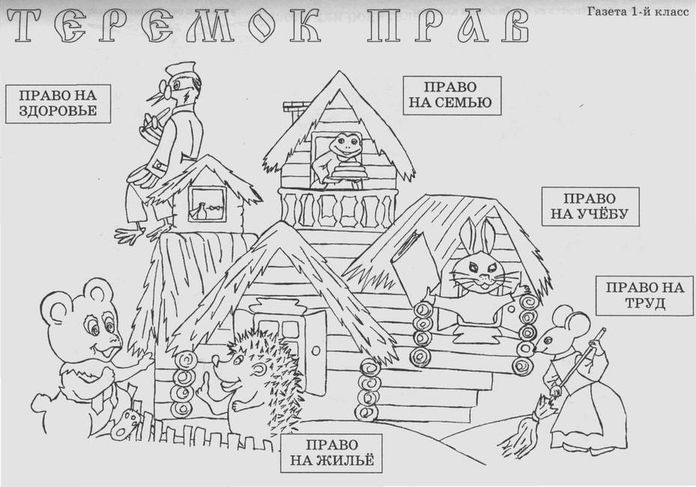 Газета 1-й класс
ТЕРЕМОК ПРАВ
ПРАВО НА
ЗДОРОВЬЕ
ПРАВО
НА СЕМЬЮ
ПРАВО
НА УЧЁБУ
ПРАВО НА
ТРУД
ПРАВО
НА ЖИЛЬЁ